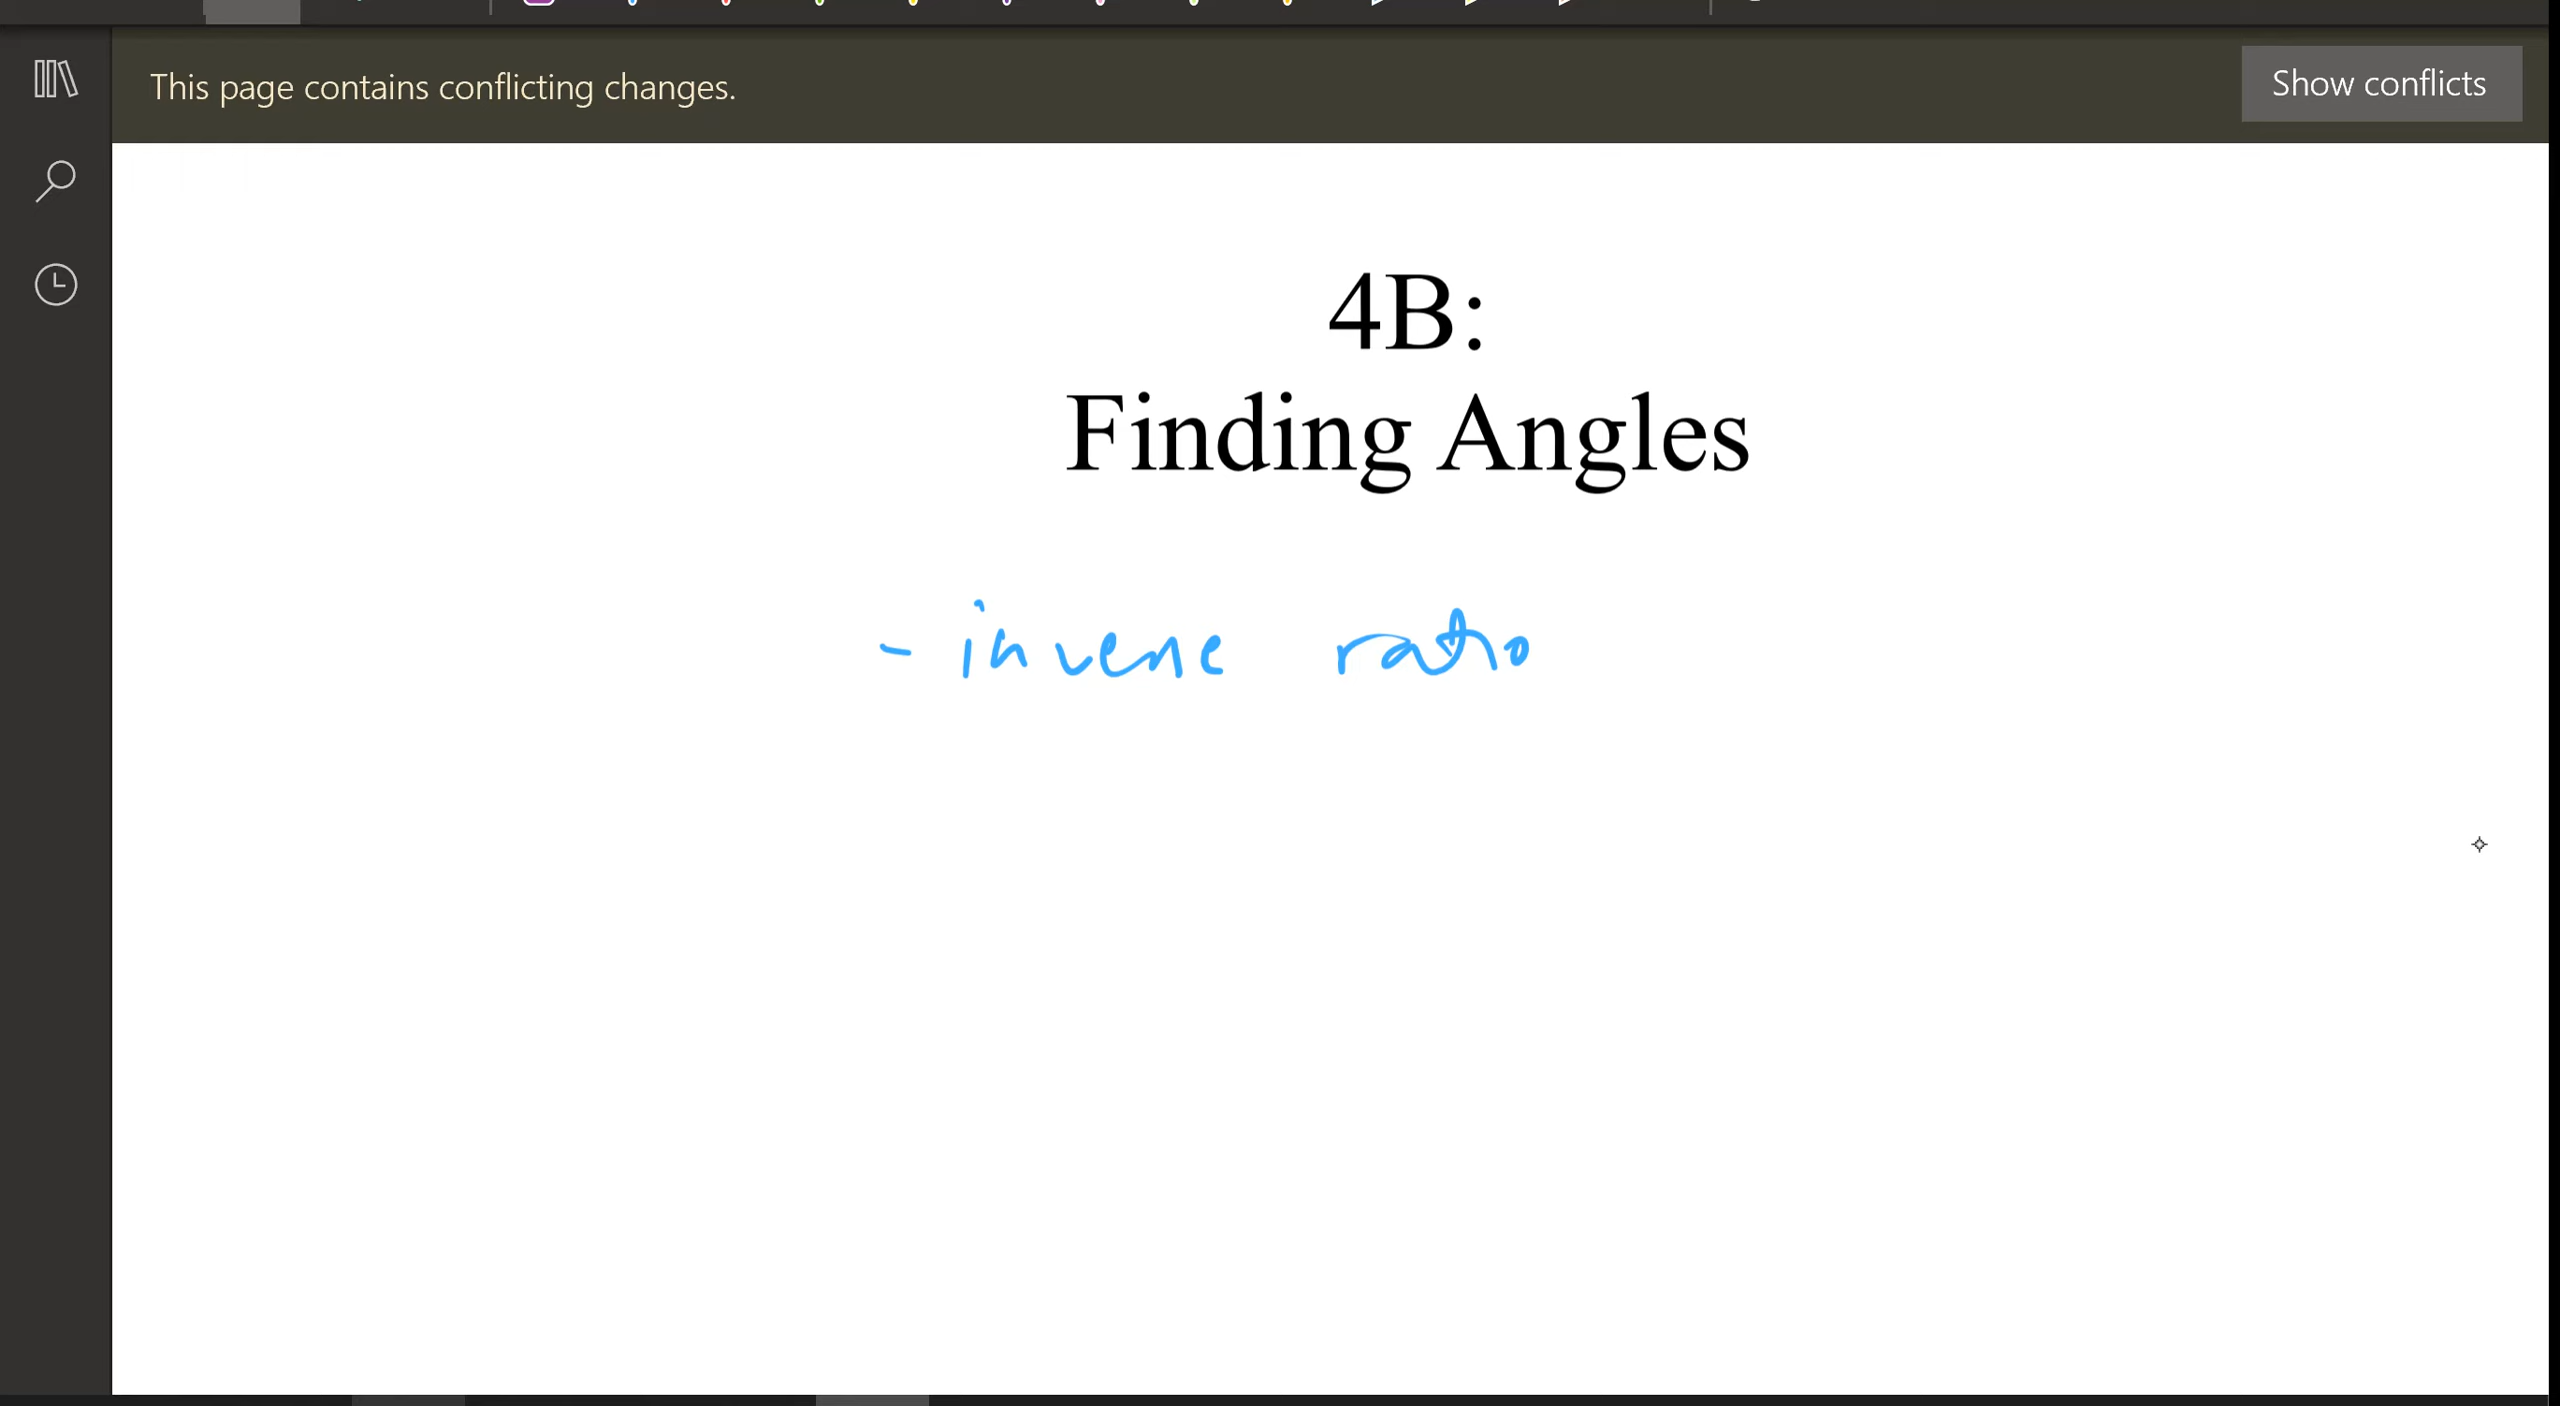 This page contains conflicting changes.
Show conflicts
4B:
Finding Angles
- inverse ratio